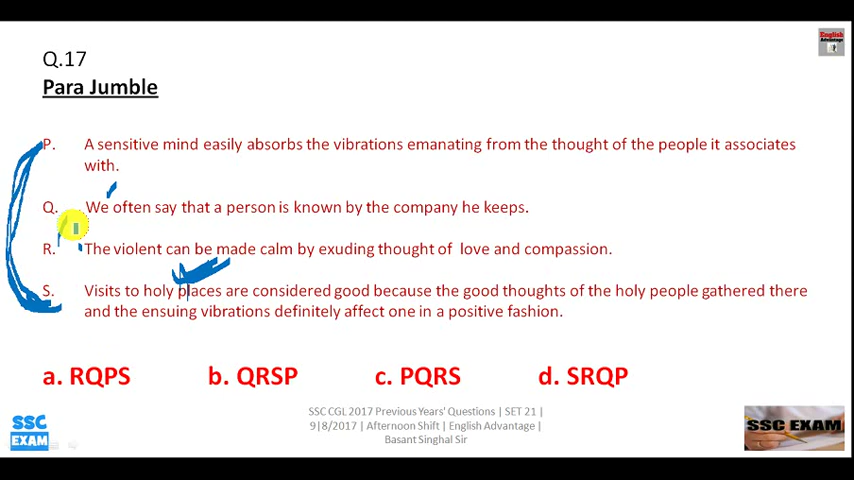 Q.17
English
Advantage
Para Jumble
P. A sensitive mind easily absorbs the vibrations emanating from the thought of the people it associates
with.
Q. We often say that a person is known by the company he keeps.
R. The violent can be made calm by exuding thought of love and compassion.
S. Visits to holy places are considered good because the good thoughts of the holy people gathered there
and the ensuing vibrations definitely affect one in a positive fashion.
a. RQPS b. QRSP c. PQRS d. SRQP
SSC CGL 2017 Previous Years' Questions | SET 21 |
9|8/2017 | Afternoon Shift | English Advantage |
Basant Singhal Sir
SSC
EXAM
SSC EXAM